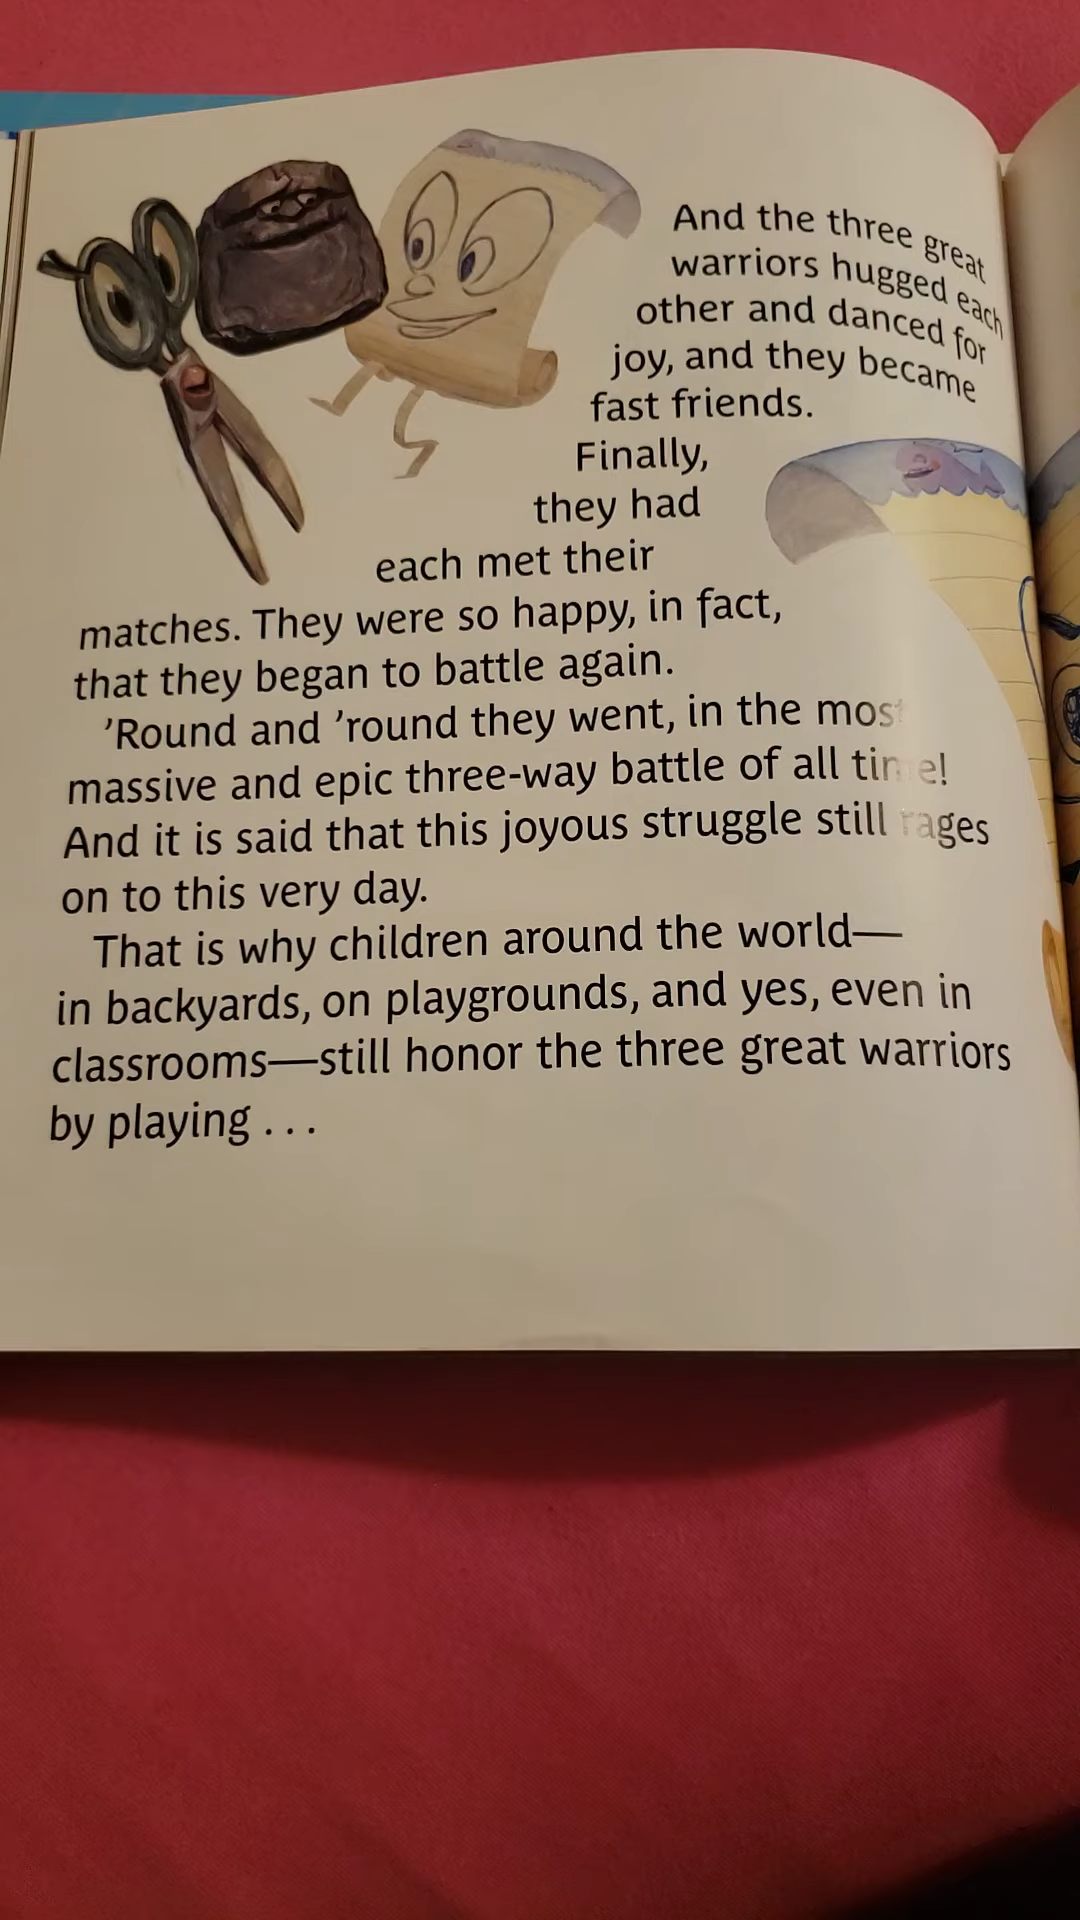 And the three great
warriors hugged each
other and danced for
joy, and they became
fast friends.
Finally,
they had
each met their
matches. They were so happy, in fact,
that they began to battle again.
’Round and ’round they went, in the most
massive and epic three-way battle of all time!
And it is said that this joyous struggle still rages
on to this very day.
That is why children around the world—
in backyards, on playgrounds, and yes, even in
classrooms—still honor the three great warriors
by playing . . .